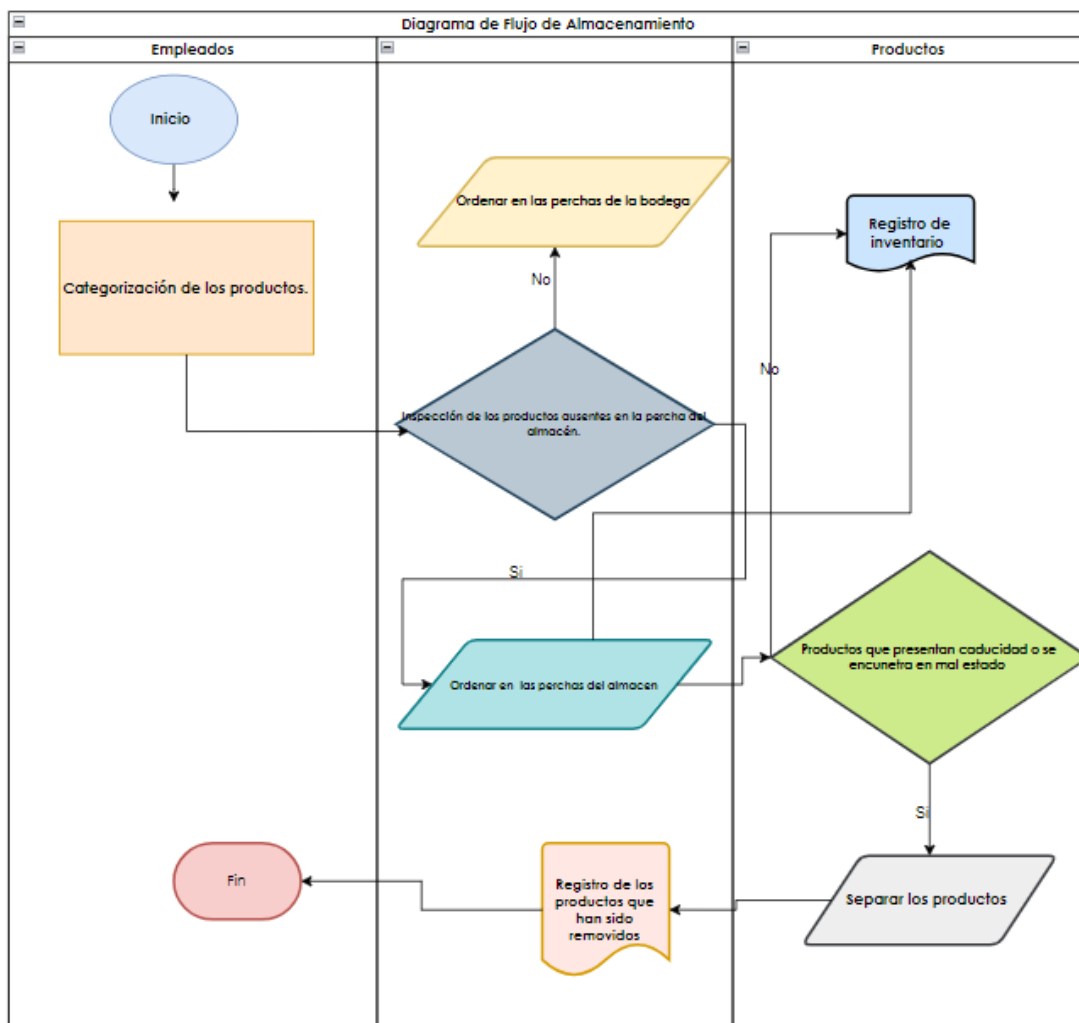 Diagrama de Flujo de Almacenamiento
Empleados
Productos
Inicio
Categorización de los productos.
Ordenar en las perchas de la bodega
No
Inspección de los productos ausentes en la percha del
almacén.
Si
Ordenar en las perchas del almacen
Registro de
inventario
No
Productos que presentan caducidad o se
encunetra en mal estado
Si
Separar los productos
Registro de los
productos que
han sido
removidos
Fin